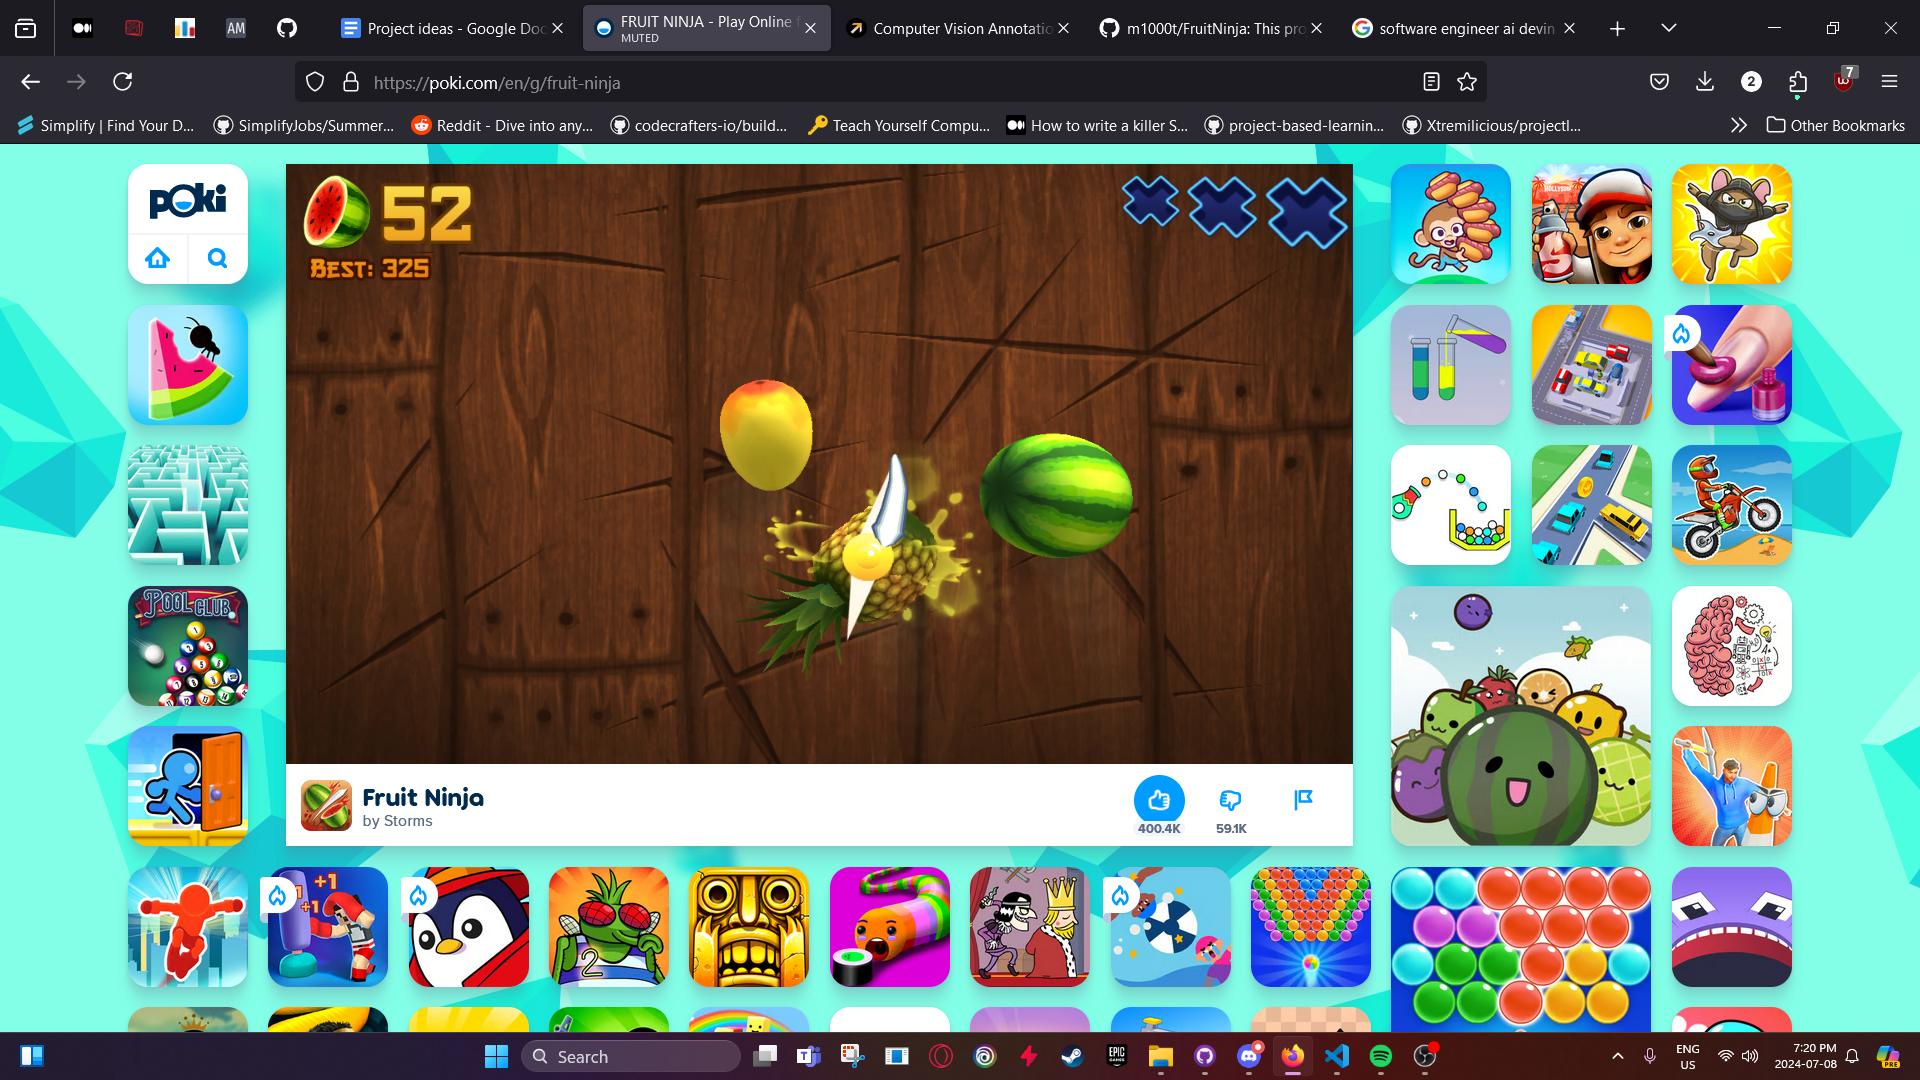 AM
Project ideas - Google Doc
FRUIT NINJA - Play Online f
MUTED
Computer Vision Annotatio
m1000t/FruitNinja: This pro
software engineer ai devin
https://poki.com/en/g/fruit-ninja
2
7
Simplify | Find Your D...
SimplifyJobs/Summer...
Reddit - Dive into any...
codecrafters-io/build...
Teach Yourself Compu...
How to write a killer S...
project-based-learnin...
Xtremilicious/projectl...
Other Bookmarks
poki
52
BEST: 325
POOL CLUB
Fruit Ninja
by Storms
400.4K
59.1K
+1
+1
2
Search
EPIC
GAMES
ENG
US
7:20 PM
2024-07-08
PRE